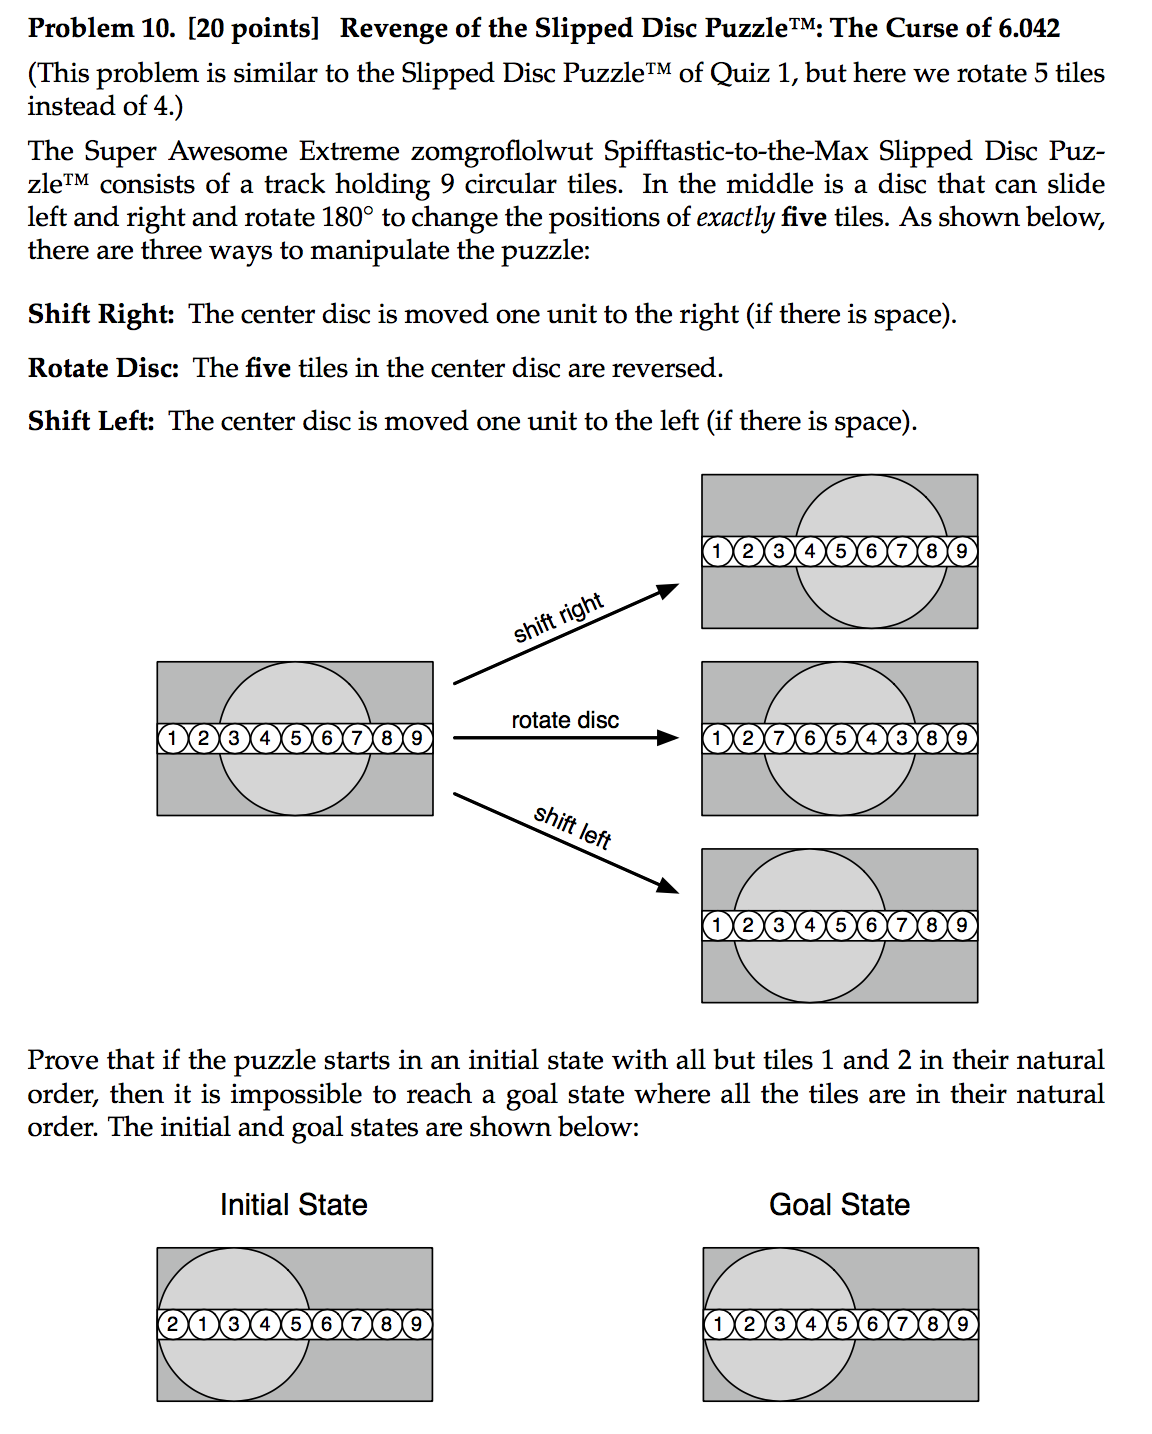 Problem 10. [20 points] Revenge of the Slipped Disc Puzzle™: The Curse of 6.042
(This problem is similar to the Slipped Disc Puzzle™ of Quiz 1, but here we rotate 5 tiles
instead of 4.)
The Super Awesome Extreme zomgroflolwut Spifftastic-to-the-Max Slipped Disc Puz-
zle™ consists of a track holding 9 circular tiles. In the middle is a disc that can slide
left and right and rotate 180° to change the positions of exactly five tiles. As shown below,
there are three ways to manipulate the puzzle:
Shift Right: The center disc is moved one unit to the right (if there is space).
Rotate Disc: The five tiles in the center disc are reversed.
Shift Left: The center disc is moved one unit to the left (if there is space).
1 2 3 4 5 6 7 8 9
shift right
1 2 3 4 5 6 7 8 9
rotate disc
1 2 7 6 5 4 3 8 9
shift left
1 2 3 4 5 6 7 8 9
Prove that if the puzzle starts in an initial state with all but tiles 1 and 2 in their natural
order, then it is impossible to reach a goal state where all the tiles are in their natural
order. The initial and goal states are shown below:
Initial State
Goal State
2 1 3 4 5 6 7 8 9
1 2 3 4 5 6 7 8 9